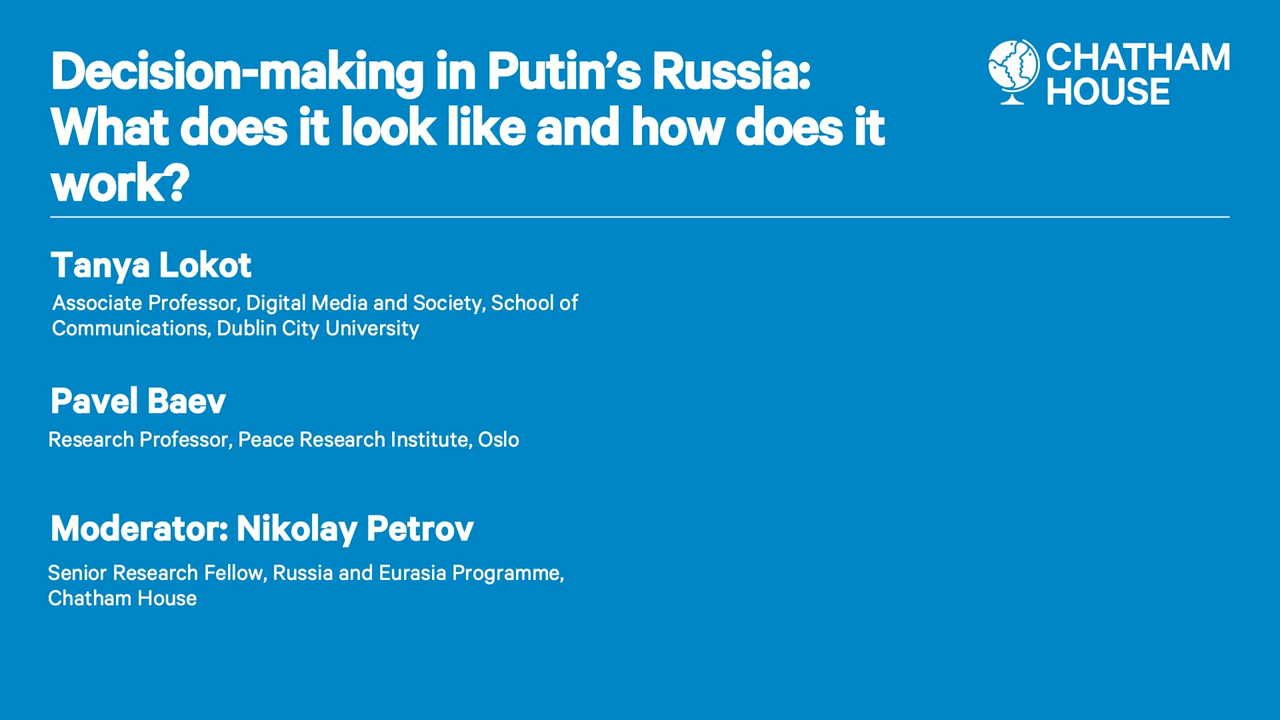 Decision-making in Putin’s Russia:
What does it look like and how does it
work?
CHATHAM
HOUSE
Tanya Lokot
Associate Professor, Digital Media and Society, School of
Communications, Dublin City University
Pavel Baev
Research Professor, Peace Research Institute, Oslo
Moderator: Nikolay Petrov
Senior Research Fellow, Russia and Eurasia Programme,
Chatham House